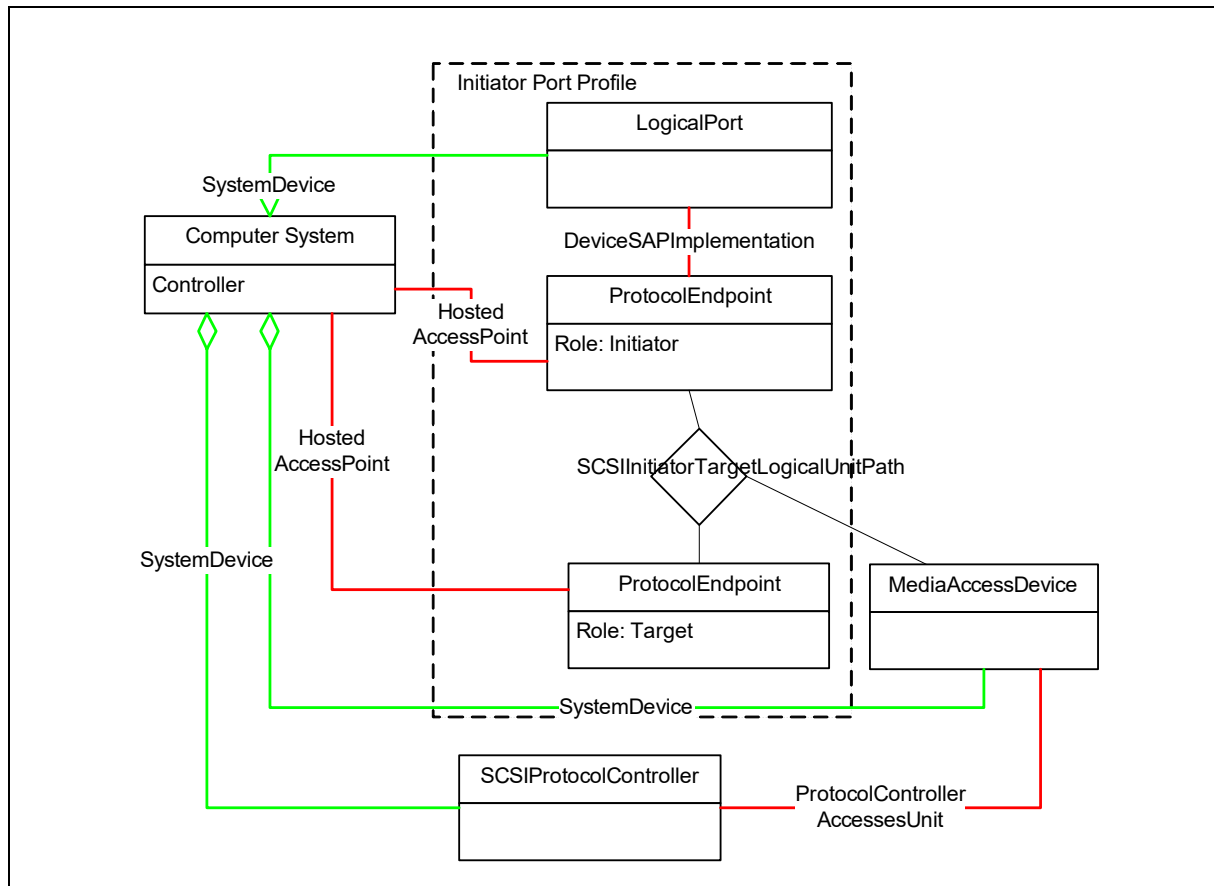 Initiator Port Profile
LogicalPort
SystemDevice
Computer System
Controller
DeviceSAPImplementation
ProtocolEndpoint
Role: Initiator
Hosted
AccessPoint
Hosted
AccessPoint
SCSIInitiatorTargetLogicalUnitPath
SystemDevice
ProtocolEndpoint
Role: Target
MediaAccessDevice
SystemDevice
SCSIProtocolController
ProtocolController
AccessesUnit